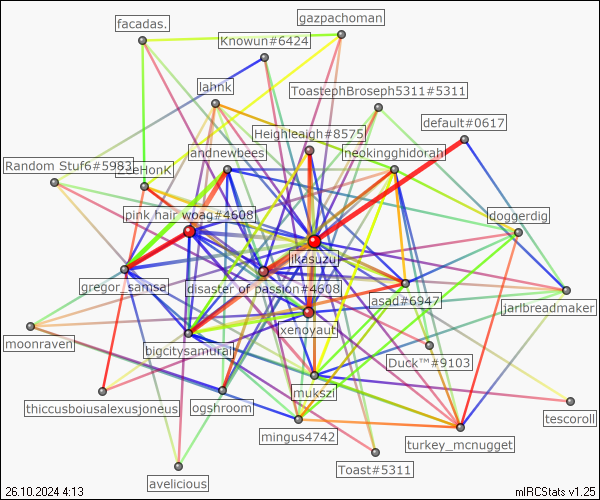 facadas.
gazpachoman
Knowun#6424
lahnk
ToastephBroseph5311#5311
default#0617
Heighleaigh#8575
andnewbees
neokingghidorah
Random Stuf6#5983
pink hair woag#4608
doggerdig
ikasuzu
gregor_samsa
disaster of passion#4608
asad#6947
jarlbreadmaker
xenoyaut
moonraven
bigcitysamurai
Duck™#9103
mukszi
thiccusboiusalexusjoneus
ogshroom
tescoroll
mingus4742
turkey_mcnugget
Toast#5311
avelicious
26.10.2024 4:13
mIRCStats v1.25